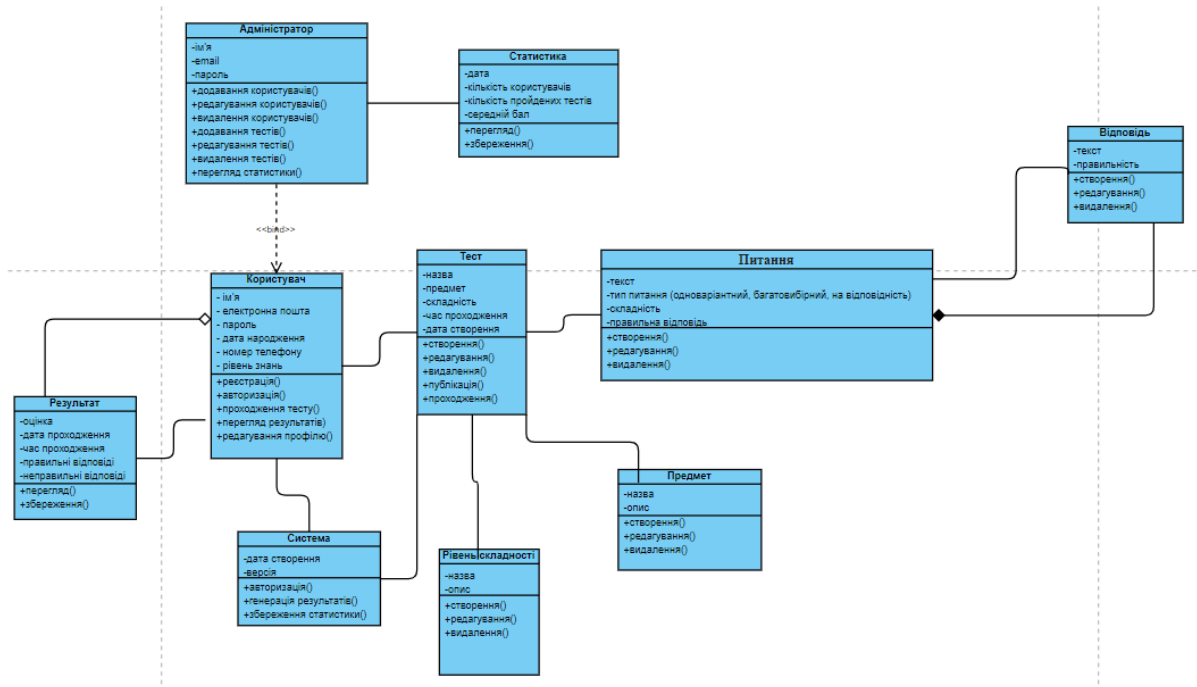 Адміністратор
-ім'я
-email
-пароль
+додавання користувачів()
+редагування користувачів()
+видалення користувачів()
+додавання тестів()
+редагування тестів()
+видалення тестів()
+перегляд статистики()
Статистика
-дата
-кількість користувачів
-кількість пройдених тестів
-середній бал
+перегляд()
+збереження()
Відповідь
-текст
-правильність
+створення()
+редагування()
+видалення()
<<bind>>
Користувач
- ім'я
- електронна пошта
- пароль
- дата народження
- номер телефону
- рівень знань
+реєстрація()
+авторизація()
+проходження тесту()
+перегляд результатів)
+редагування профілю()
Тест
-назва
-предмет
-складність
-час проходження
-дата створення
+створення()
+редагування()
+видалення()
+публікація()
+проходження()
Питання
-текст
-тип питання (одноваріантний, багатовибірний, на відповідність)
-складність
-правильна відповідь
+створення()
+редагування()
+видалення()
Результат
-оцінка
-дата проходження
-час проходження
-правильні відповіді
-неправильні відповіді
+перегляд()
+збереження()
Система
-дата створення
-версія
+авторизація()
+генерація результатів()
+збереження статистики()
Рівень складності
-назва
-опис
+створення()
+редагування()
+видалення()
Предмет
-назва
-опис
+створення()
+редагування()
+видалення()